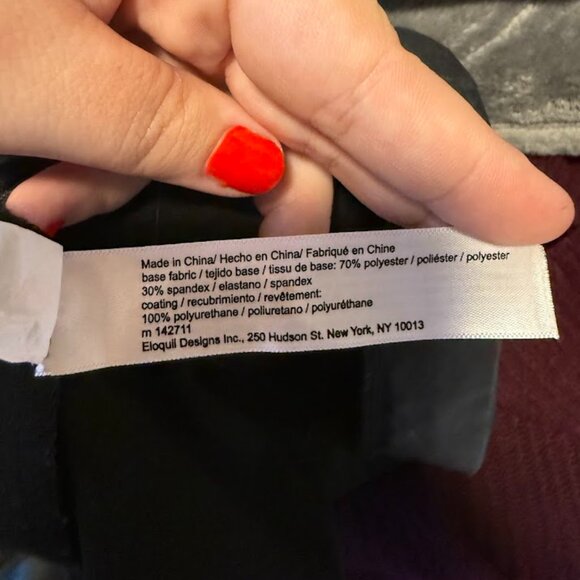 Made in China/ Hecho en China/ Fabriqué en Chine
base fabric / tejido base / tissu de base: 70% polyester / poliéster / polyester
30% spandex / elastano / spandex
coating / recubrimiento / revêtement:
100% polyurethane / poliuretano / polyuréthane
m 142711
Eloquii Designs Inc., 250 Hudson St. New York, NY 10013